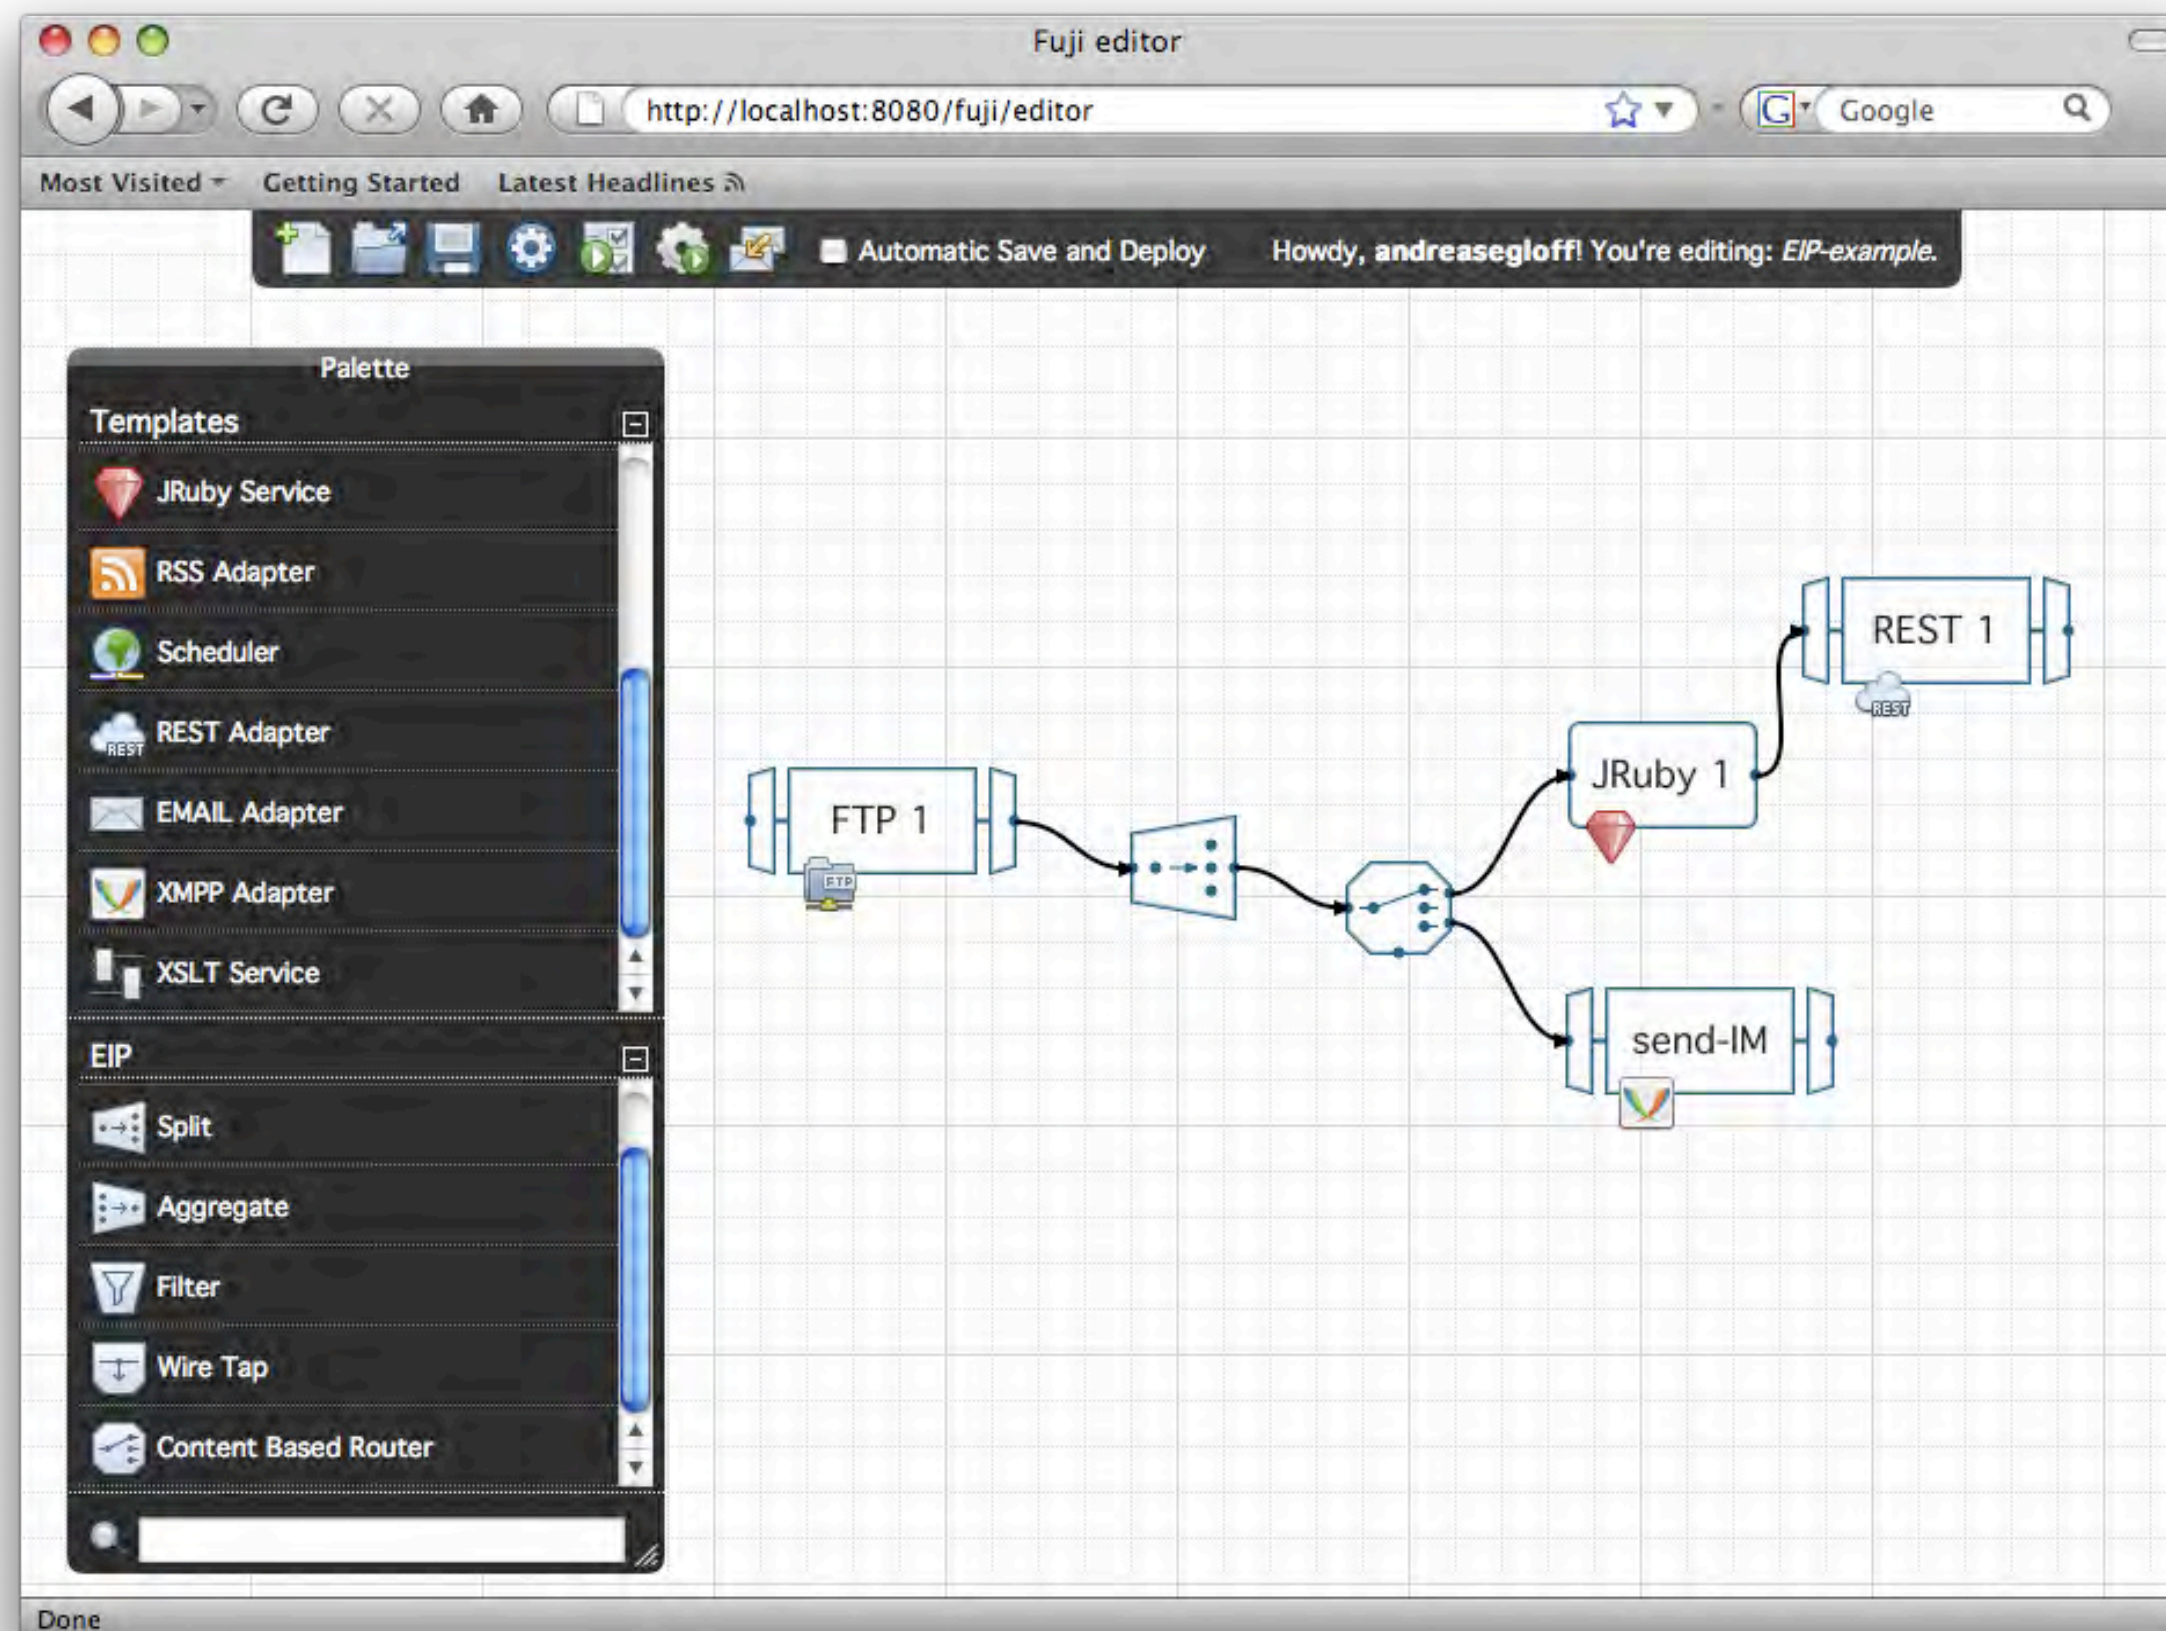 Fuji editor
http://localhost:8080/fuji/editor
Google
Most Visited Getting Started Latest Headlines
Automatic Save and Deploy Howdy, andreasegloff! You're editing: EIP-example.
Palette
Templates
JRuby Service
RSS Adapter
Scheduler
REST
REST Adapter
EMAIL Adapter
XMPP Adapter
XSLT Service
EIP
Split
Aggregate
Filter
Wire Tap
Content Based Router
FTP 1
FTP
JRuby 1
REST 1
REST
send-IM
Done